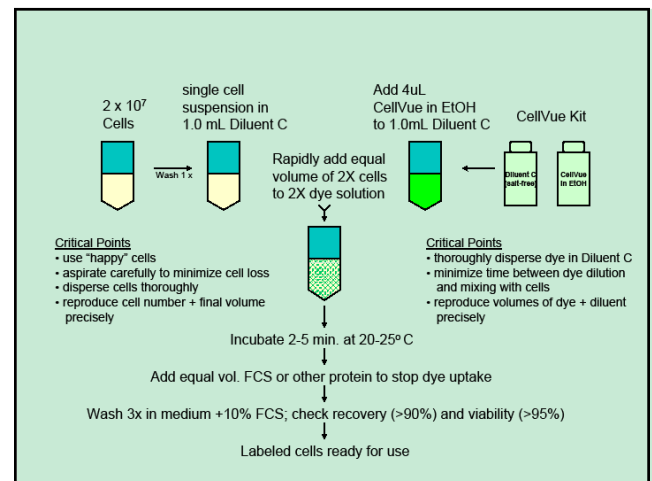 2 x 10⁷
Cells
single cell
suspension in
1.0 mL Diluent C
Wash 1 x
Add 4uL
CellVue in EtOH
to 1.0mL Diluent C
CellVue Kit
Diluent C
(salt-free)
CellVue
in EtOH
Rapidly add equal
volume of 2X cells
to 2X dye solution
Critical Points
• use "happy" cells
• aspirate carefully to minimize cell loss
• disperse cells thoroughly
• reproduce cell number + final volume
precisely
Critical Points
• thoroughly disperse dye in Diluent C
• minimize time between dye dilution
and mixing with cells
• reproduce volumes of dye + diluent
precisely
Incubate 2-5 min. at 20-25º C
Add equal vol. FCS or other protein to stop dye uptake
Wash 3x in medium +10% FCS; check recovery (>90%) and viability (>95%)
Labeled cells ready for use